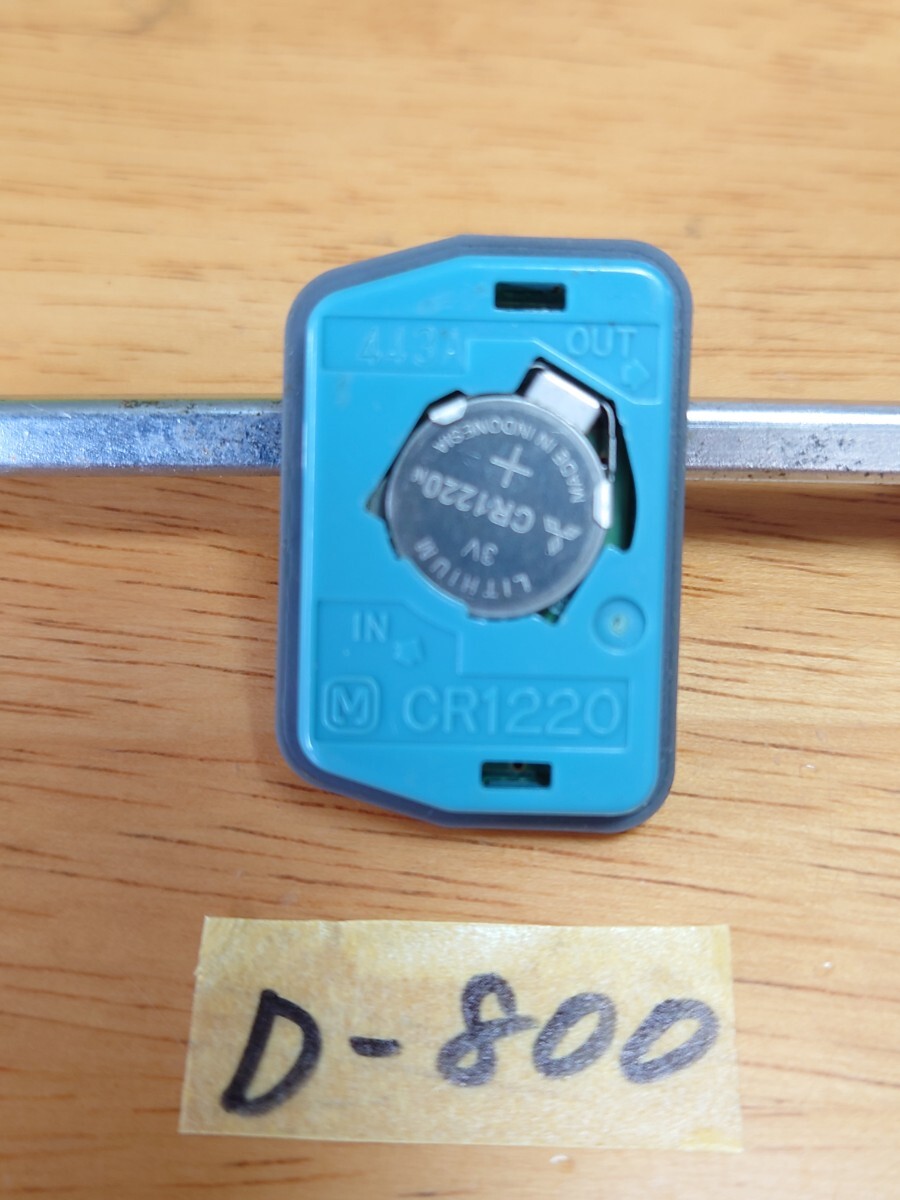 443A
OUT
MADE IN INDONESIA
+
CR1220
3V
LITHIUM
IN
M CR1220
D-800